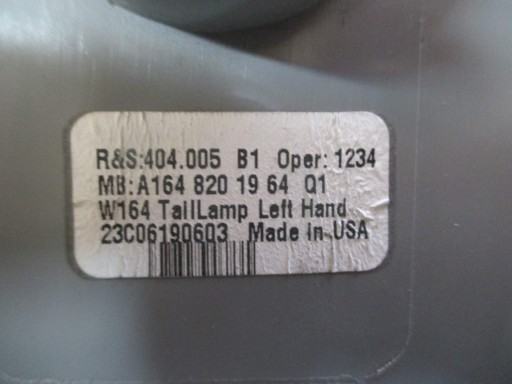 R&S:404.005 B1 Oper: 1234
MB:A164 820 19 64 Q1
W164 TailLamp Left Hand
23C06190603 Made in USA